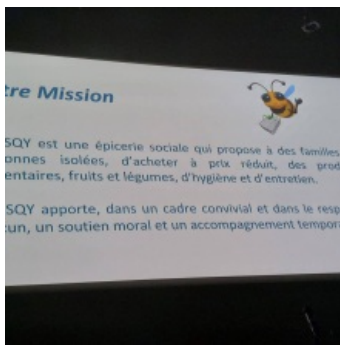 tre Mission
SQY est une épicerie sociale qui propose à des familles
onnes isolées, d'acheter à prix réduit, des prod
entaires, fruits et légumes, d'hygiène et d'entretien.
SQY apporte, dans un cadre convivial et dans le resp
cun, un soutien moral et un accompagnement tempor